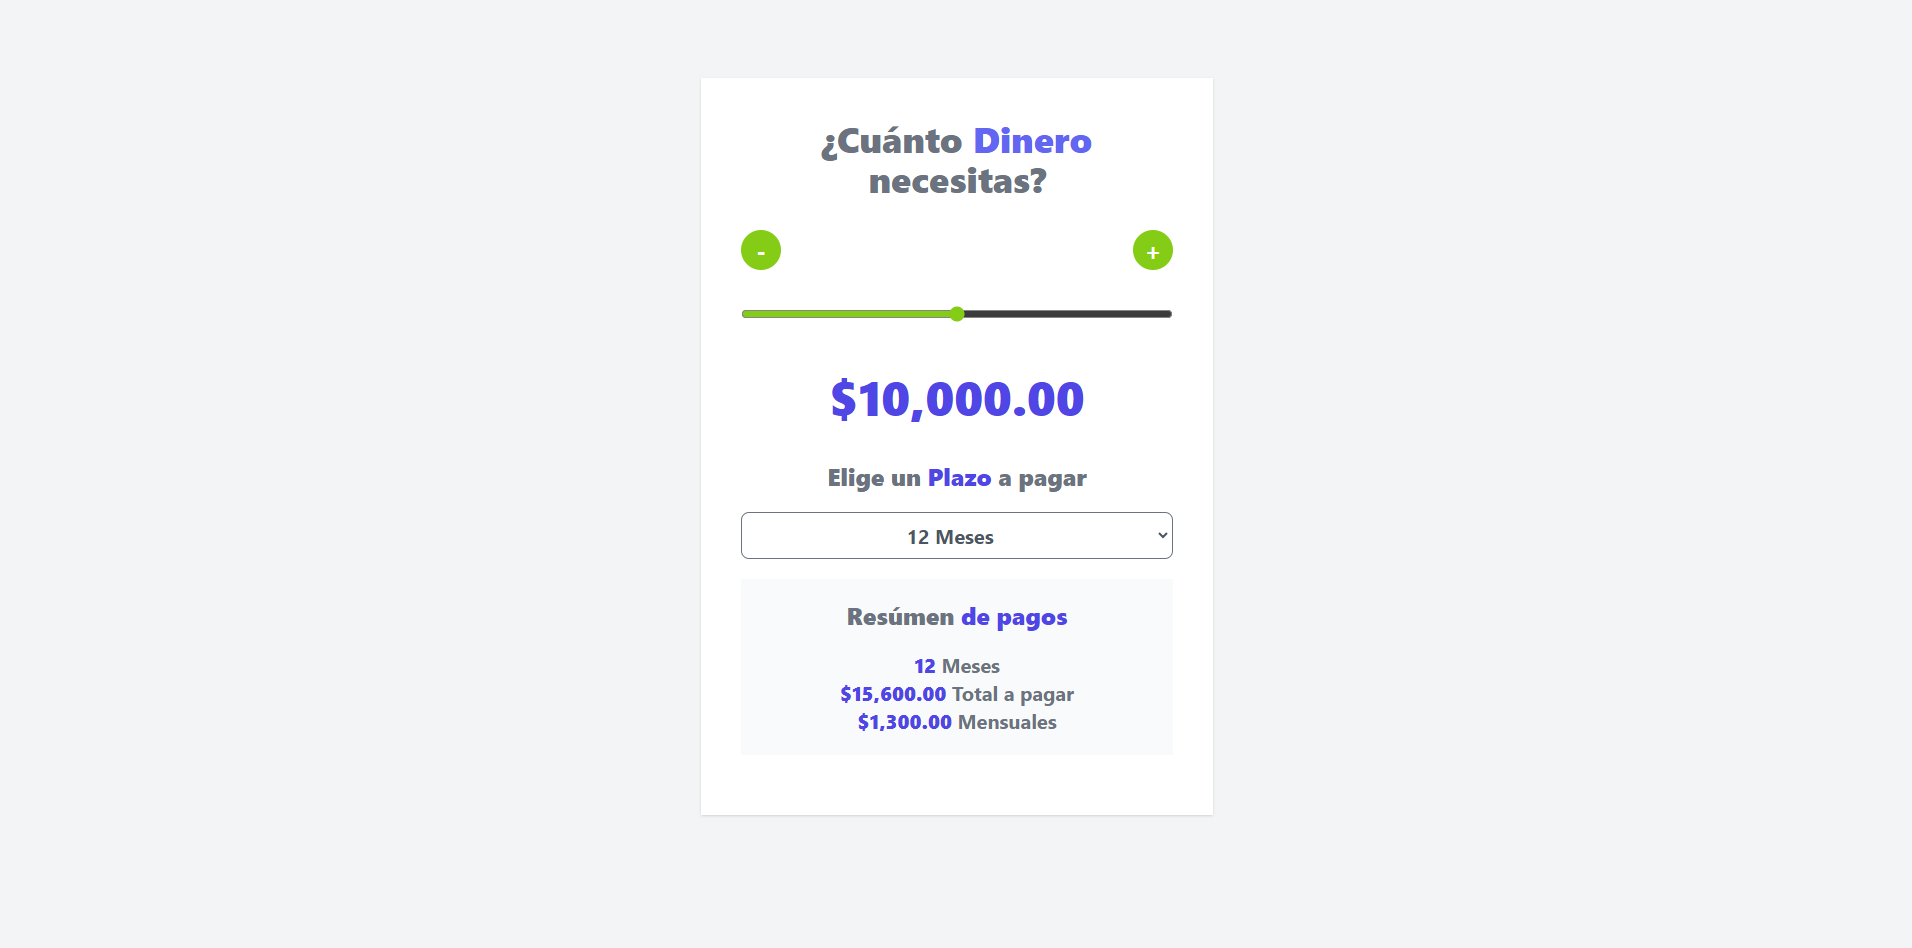 ¿Cuánto Dinero
necesitas?
- +
$10,000.00
Elige un Plazo a pagar
12 Meses
Resúmen de pagos
12 Meses
$15,600.00 Total a pagar
$1,300.00 Mensuales